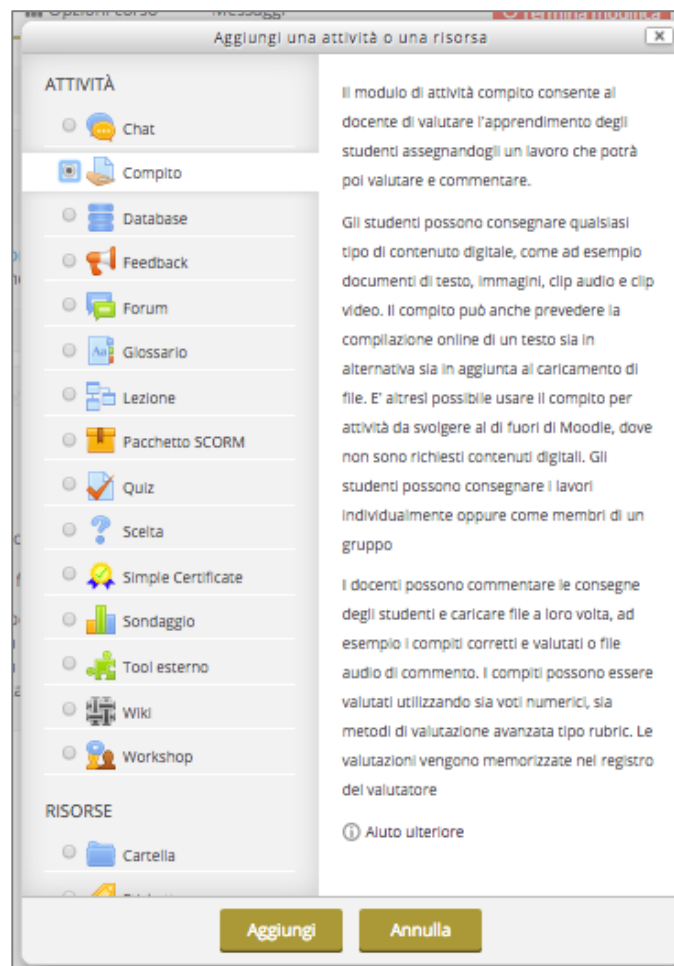 Opzioni corso
Messaggi
Termina modifica
Aggiungi una attività o una risorsa
ATTIVITÀ
Chat
Compito
Database
Feedback
Forum
Glossario
Lezione
Pacchetto SCORM
Quiz
Scelta
Simple Certificate
Sondaggio
Tool esterno
Wiki
Workshop
RISORSE
Cartella
Il modulo di attività compito consente al
docente di valutare l'apprendimento degli
studenti assegnandogli un lavoro che potrà
poi valutare e commentare.
Gli studenti possono consegnare qualsiasi
tipo di contenuto digitale, come ad esempio
documenti di testo, immagini, clip audio e clip
video. Il compito può anche prevedere la
compilazione online di un testo sia in
alternativa sia in aggiunta al caricamento di
file. E' altresì possibile usare il compito per
attività da svolgere al di fuori di Moodle, dove
non sono richiesti contenuti digitali. Gli
studenti possono consegnare i lavori
individualmente oppure come membri di un
gruppo
I docenti possono commentare le consegne
degli studenti e caricare file a loro volta, ad
esempio i compiti corretti e valutati o file
audio di commento. I compiti possono essere
valutati utilizzando sia voti numerici, sia
metodi di valutazione avanzata tipo rubric. Le
valutazioni vengono memorizzate nel registro
del valutatore
Aiuto ulteriore
Aggiungi
Annulla